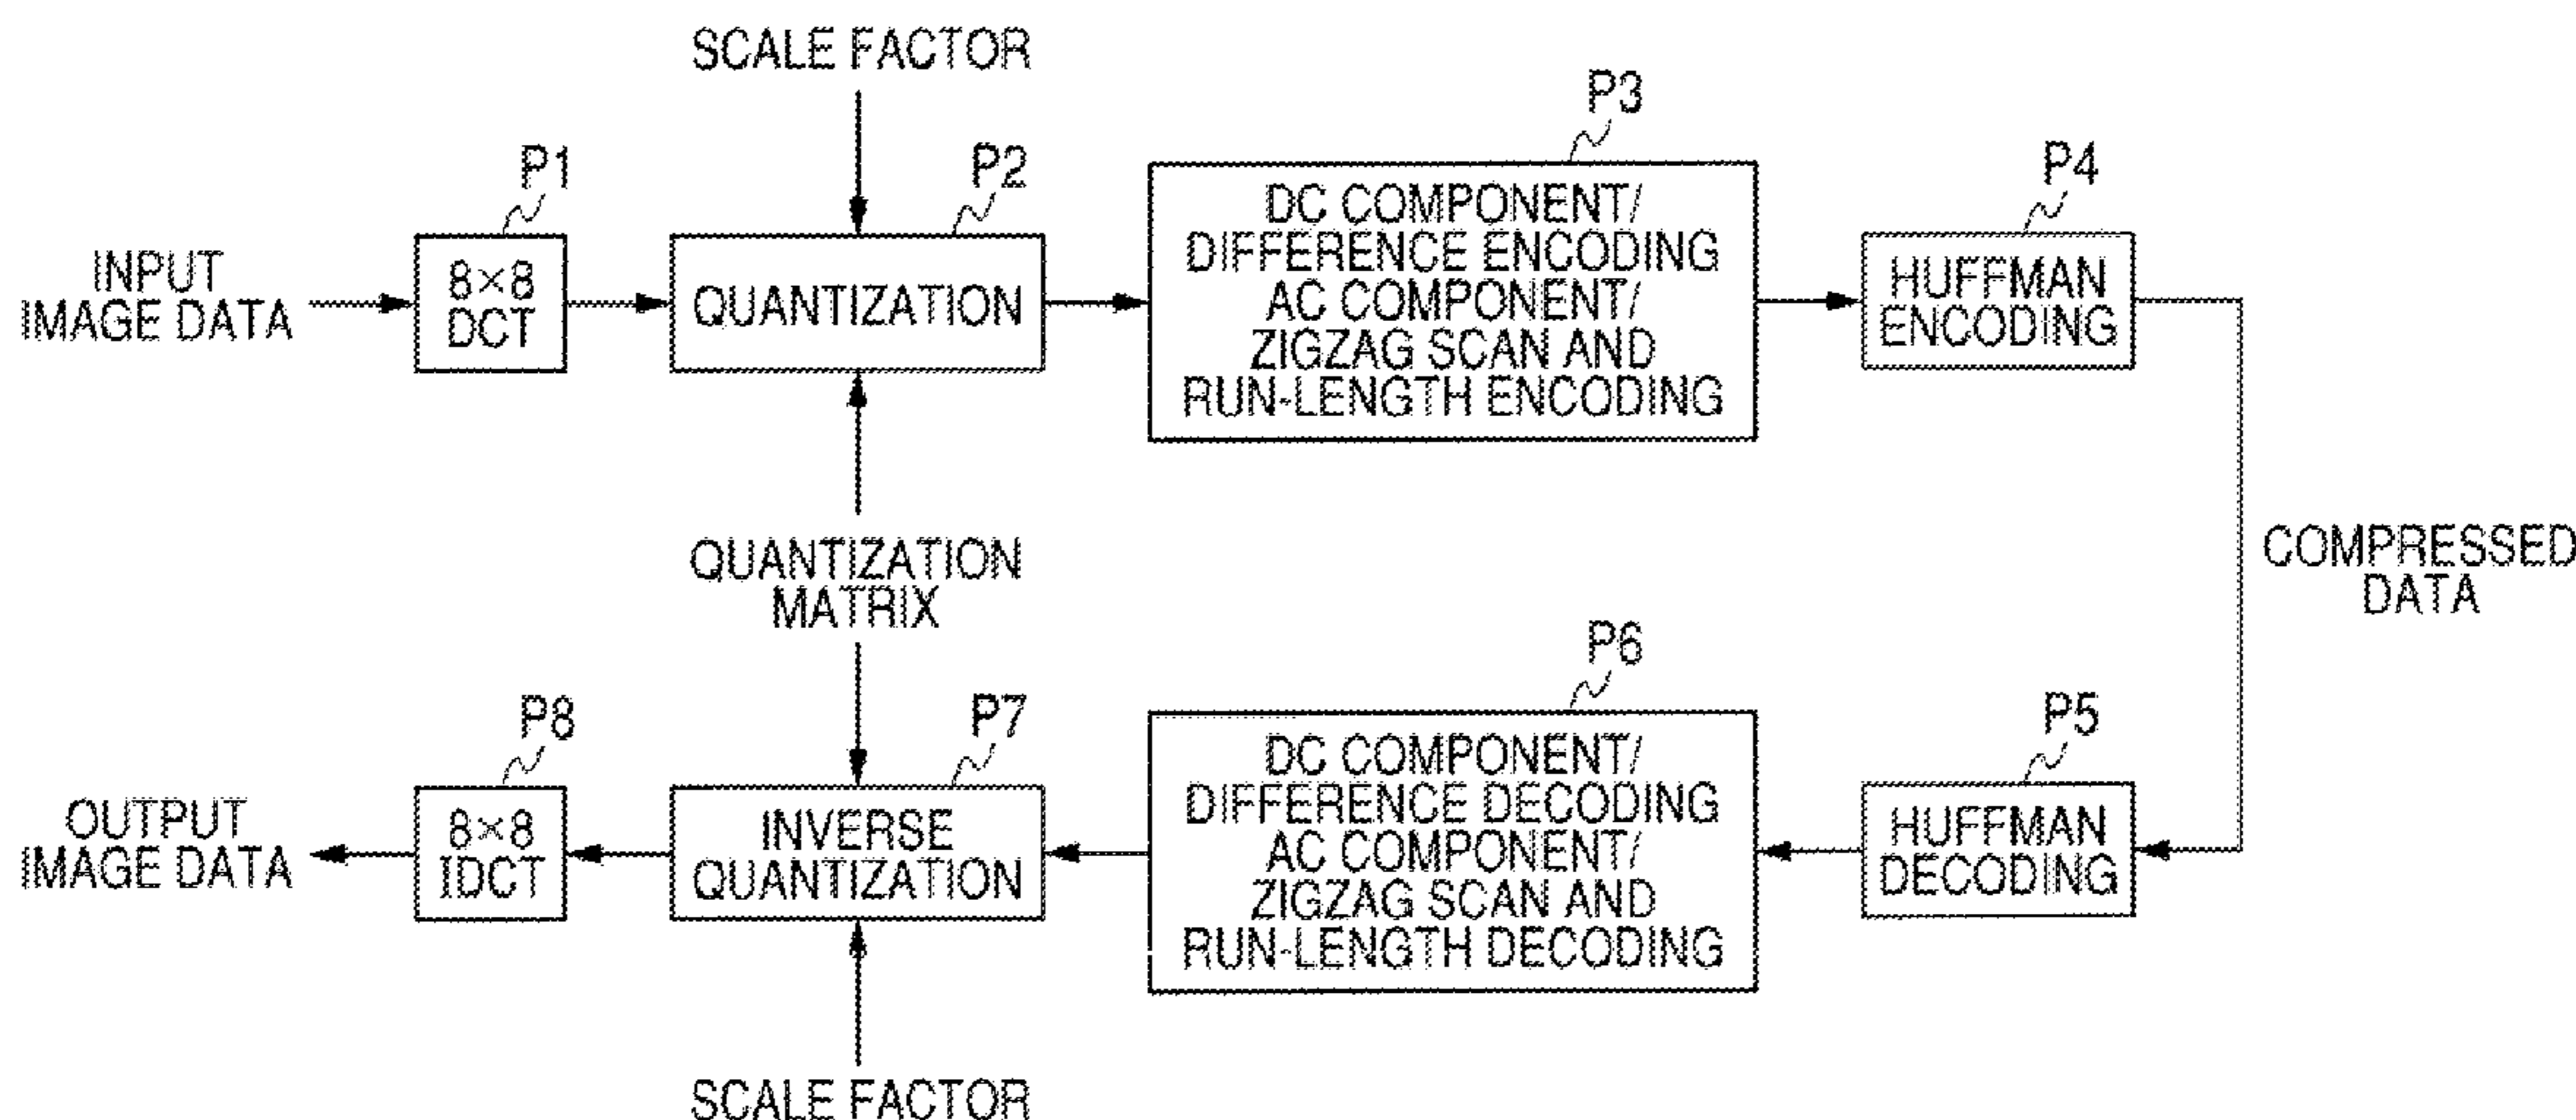 SCALE FACTOR
P1
P2
P3
P4
INPUT
IMAGE DATA
8×8
DCT
QUANTIZATION
DC COMPONENT/
DIFFERENCE ENCODING
AC COMPONENT/
ZIGZAG SCAN AND
RUN-LENGTH ENCODING
HUFFMAN
ENCODING
QUANTIZATION
MATRIX
COMPRESSED
DATA
P8
P7
P6
P5
OUTPUT
IMAGE DATA
8×8
IDCT
INVERSE
QUANTIZATION
DC COMPONENT/
DIFFERENCE DECODING
AC COMPONENT/
ZIGZAG SCAN AND
RUN-LENGTH DECODING
HUFFMAN
DECODING
SCALE FACTOR